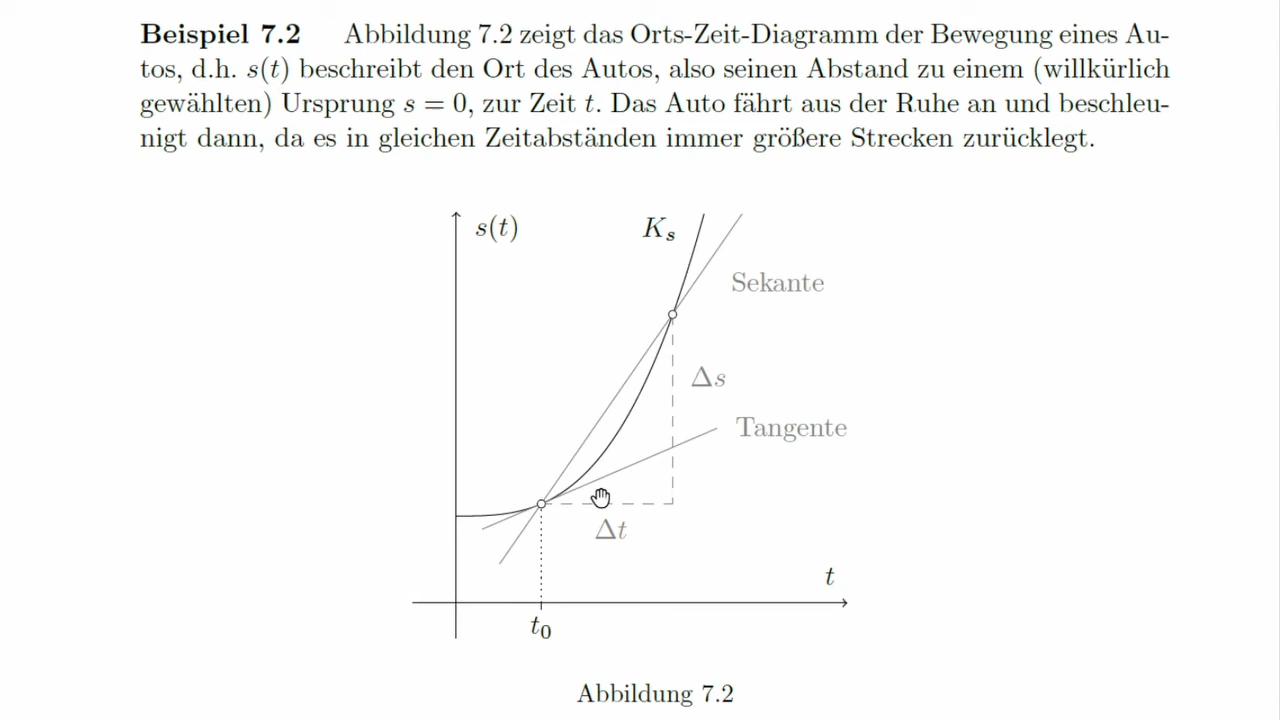 Beispiel 7.2 Abbildung 7.2 zeigt das Orts-Zeit-Diagramm der Bewegung eines Au-
tos, d.h. s(t) beschreibt den Ort des Autos, also seinen Abstand zu einem (willkürlich
gewählten) Ursprung s = 0, zur Zeit t. Das Auto fährt aus der Ruhe an und beschleu-
nigt dann, da es in gleichen Zeitabständen immer größere Strecken zurücklegt.
s(t)
Kₛ
Sekante
Δs
Tangente
Δt
t
t₀
Abbildung 7.2